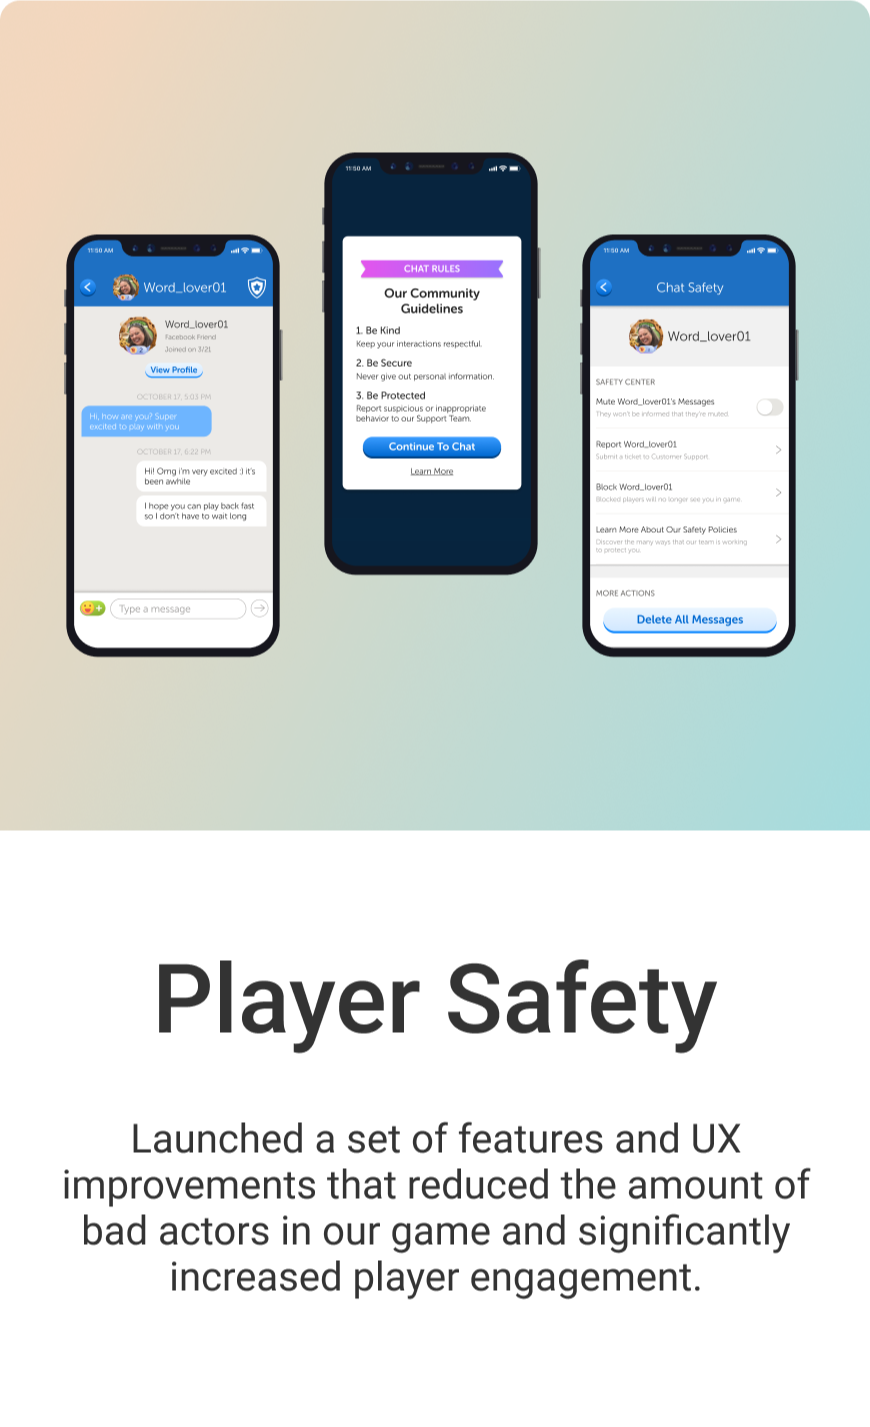 11:50 AM
Word_lover01
Word_lover01
Facebook Friend
Joined on 3/21
View Profile
OCTOBER 17, 5:03 PM
Hi, how are you? Super
excited to play with you
OCTOBER 17, 6:22 PM
Hi! Omg i'm very excited :) it's
been awhile
I hope you can play back fast
so I don't have to wait long
Type a message
11:50 AM
CHAT RULES
Our Community
Guidelines
1. Be Kind
Keep your interactions respectful.
2. Be Secure
Never give out personal information.
3. Be Protected
Report suspicious or inappropriate
behavior to our Support Team.
Continue To Chat
Learn More
11:50 AM
Chat Safety
Word_lover01
SAFETY CENTER
Mute Word_lover01's Messages
They won't be informed that they're muted
Report Word_lover01
Submit a ticket to Customer Support
Block Word_lover01
Blocked players will no longer see you in game.
Learn More About Our Safety Policies
Discover the many ways that our team is working
to protect you.
MORE ACTIONS
Delete All Messages
Player Safety
Launched a set of features and UX
improvements that reduced the amount of
bad actors in our game and significantly
increased player engagement.